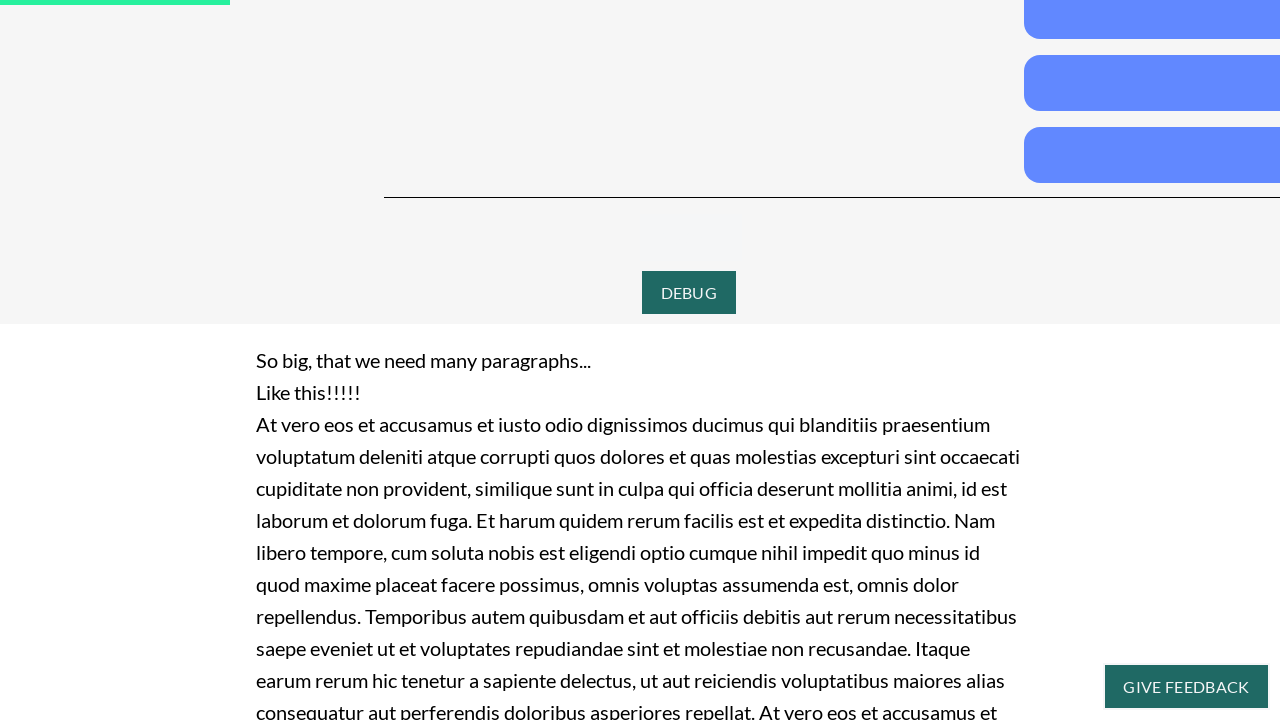 DEBUG
So big, that we need many paragraphs...
Like this!!!!!
At vero eos et accusamus et iusto odio dignissimos ducimus qui blanditiis praesentium
voluptatum deleniti atque corrupti quos dolores et quas molestias excepturi sint occaecati
cupiditate non provident, similique sunt in culpa qui officia deserunt mollitia animi, id est
laborum et dolorum fuga. Et harum quidem rerum facilis est et expedita distinctio. Nam
libero tempore, cum soluta nobis est eligendi optio cumque nihil impedit quo minus id
quod maxime placeat facere possimus, omnis voluptas assumenda est, omnis dolor
repellendus. Temporibus autem quibusdam et aut officiis debitis aut rerum necessitatibus
saepe eveniet ut et voluptates repudiandae sint et molestiae non recusandae. Itaque
earum rerum hic tenetur a sapiente delectus, ut aut reiciendis voluptatibus maiores alias
consequatur aut perferendis doloribus asperiores repellat. At vero eos et accusamus et
GIVE FEEDBACK